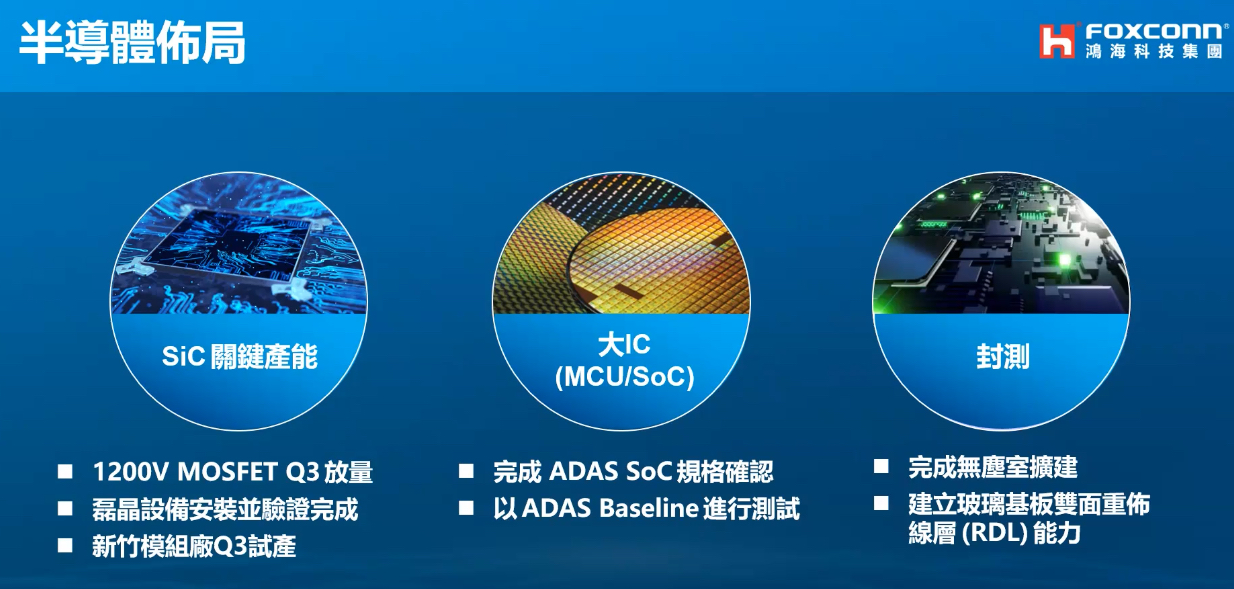 半導體佈局
FOXCONN®
鴻海科技集團
SiC 關鍵產能
■ 1200V MOSFET Q3 放量
■ 磊晶設備安裝並驗證完成
■ 新竹模組廠Q3試產
大IC
(MCU/SoC)
■ 完成 ADAS SoC 規格確認
■ 以 ADAS Baseline 進行測試
封測
■ 完成無塵室擴建
■ 建立玻璃基板雙面重佈
線層 (RDL) 能力